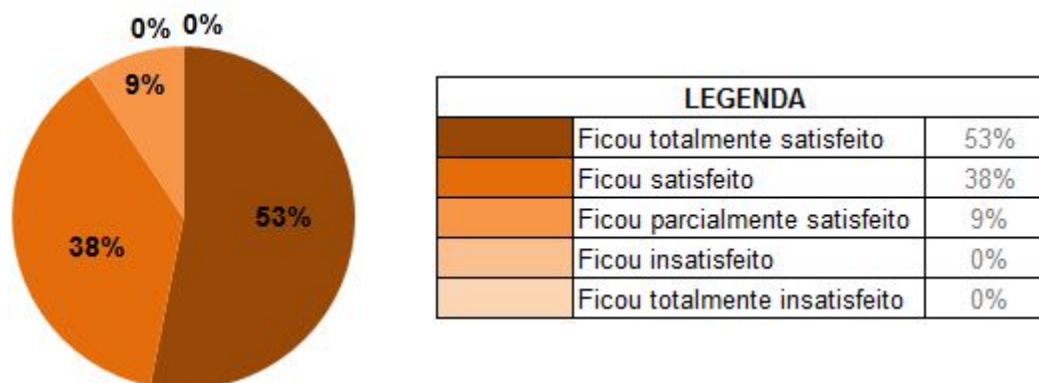 0% 0%
9%
53%
38%
LEGENDA
Ficou totalmente satisfeito 53%
Ficou satisfeito 38%
Ficou parcialmente satisfeito 9%
Ficou insatisfeito 0%
Ficou totalmente insatisfeito 0%